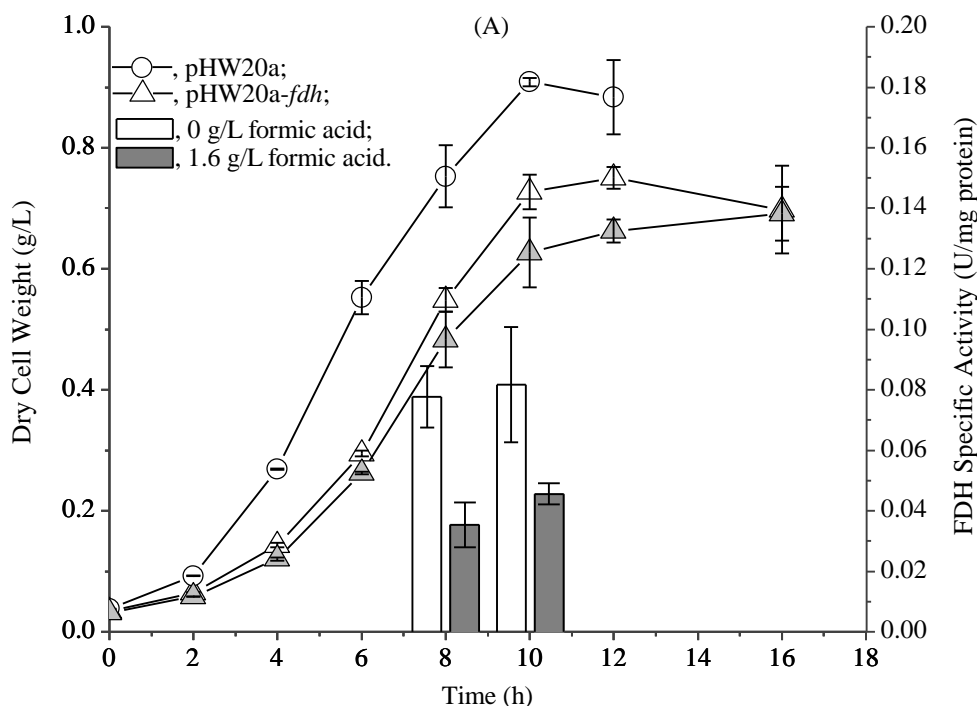 (A)
, pHW20a;
, pHW20a-fdh;
, 0 g/L formic acid;
, 1.6 g/L formic acid.
Dry Cell Weight (g/L)
1.0
0.8
0.6
0.4
0.2
0.0
FDH Specific Activity (U/mg protein)
0.20
0.18
0.16
0.14
0.12
0.10
0.08
0.06
0.04
0.02
0.00
0 2 4 6 8 10 12 14 16 18
Time (h)